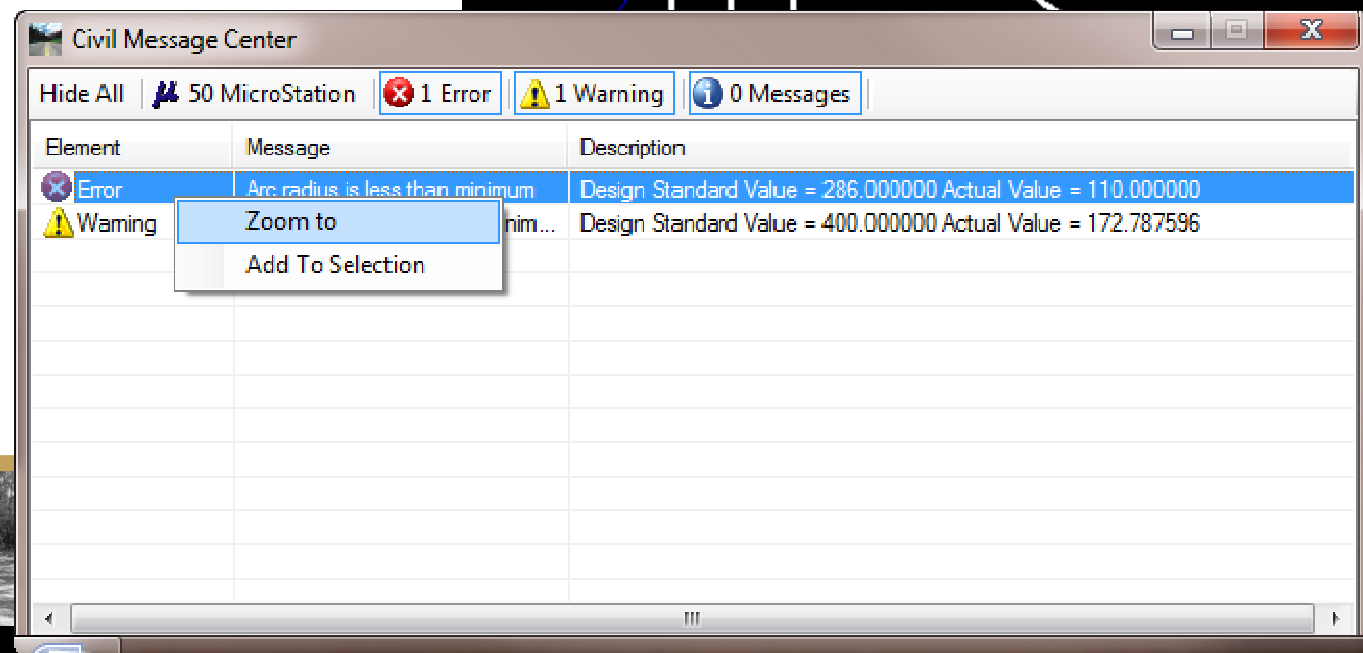 Civil Message Center
Hide All µ 50 MicroStation 1 Error 1 Warning 0 Messages
Element Message Description
Error Arc radius is less than minimum Design Standard Value = 286.000000 Actual Value = 110.000000
Warning nim... Design Standard Value = 400.000000 Actual Value = 172.787596
Zoom to
Add To Selection